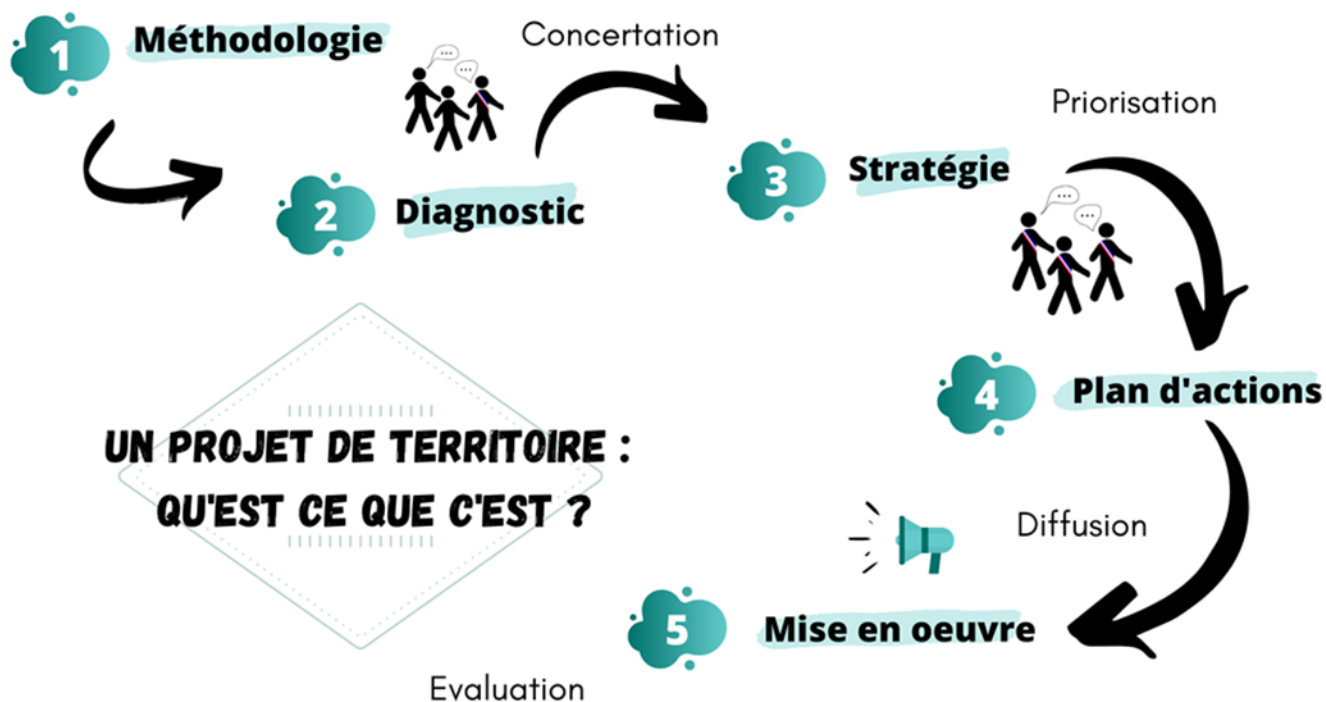 1 Méthodologie
Concertation
2 Diagnostic
3 Stratégie
Priorisation
4 Plan d'actions
Diffusion
5 Mise en oeuvre
Evaluation
UN PROJET DE TERRITOIRE :
QU'EST CE QUE C'EST ?